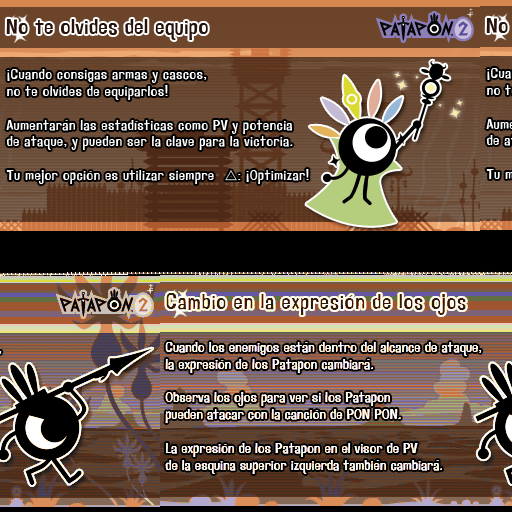 No te olvides del equipo
PATAPON 2
No
¡Cuando consigas armas y cascos,
no te olvides de equiparlos!
¡Cua
no t
Aumentarán las estadísticas como PV y potencia
de ataque, y pueden ser la clave para la victoria.
Aume
de at
Tu mejor opción es utilizar siempre △: ¡Optimizar!
Tu m
PATAPON 2
Cambio en la expresión de los ojos
Cuando los enemigos están dentro del alcance de ataque,
la expresión de los Patapon cambiará.
Observa los ojos para ver si los Patapon
pueden atacar con la canción de PON PON.
La expresión de los Patapon en el visor de PV
de la esquina superior izquierda también cambiará.